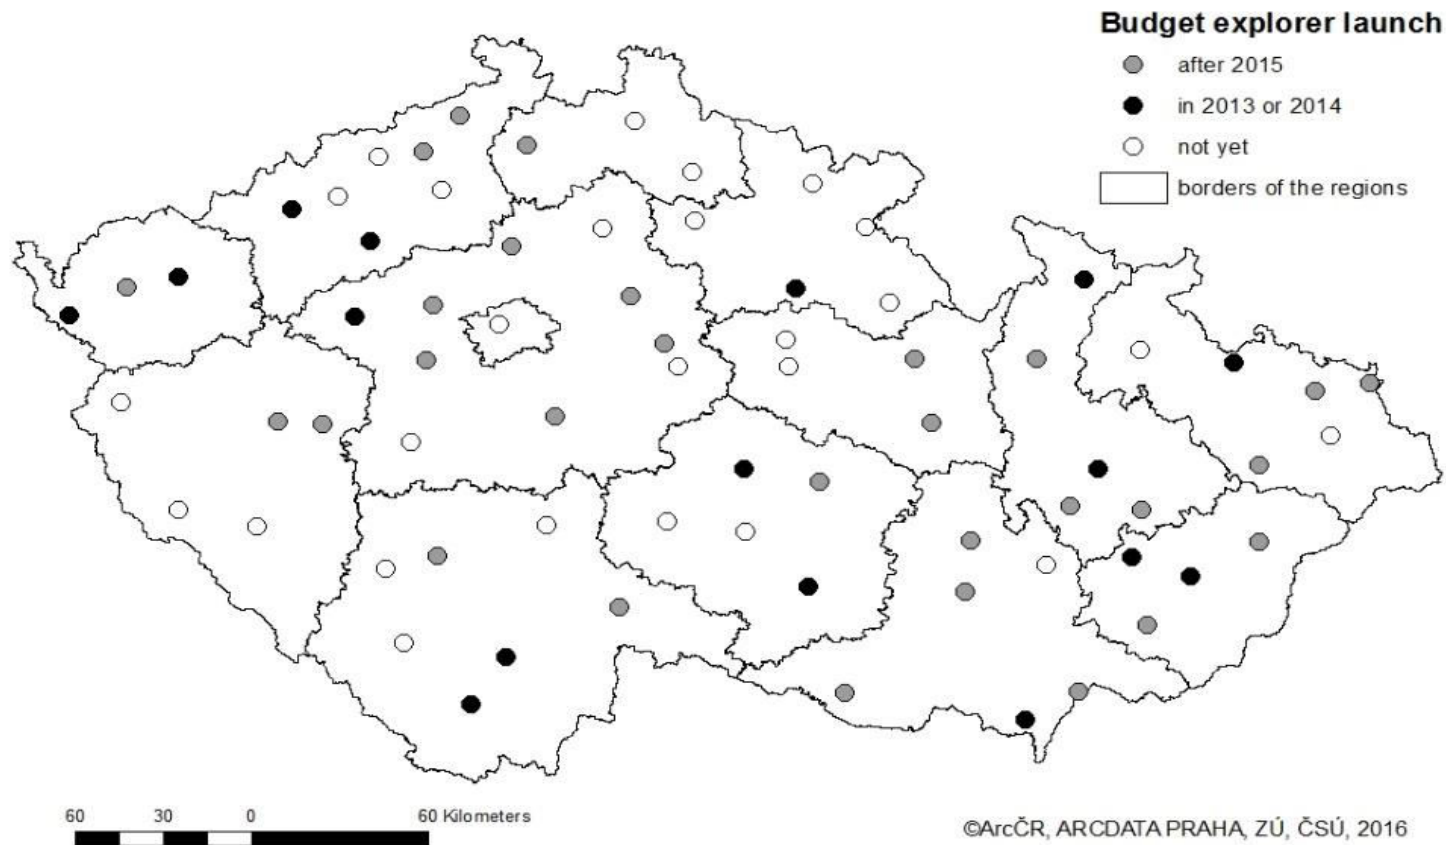 Budget explorer launch
after 2015
in 2013 or 2014
not yet
borders of the regions
60 30 0 60 Kilometers
©ArcČR, ARCDATA PRAHA, ZÚ, ČSÚ, 2016